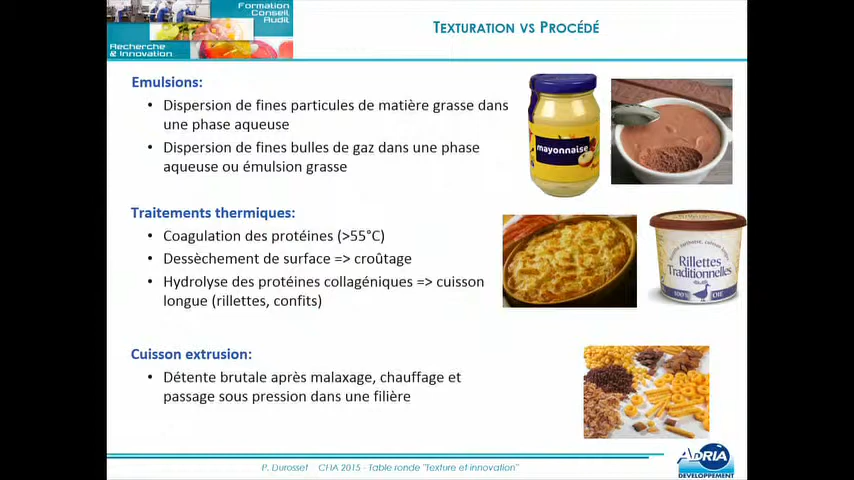 Formation
Conseil
Audit
Recherche
& Innovation
TEXTURATION VS PROCÉDÉ
Emulsions:
• Dispersion de fines particules de matière grasse dans
une phase aqueuse
• Dispersion de fines bulles de gaz dans une phase
aqueuse ou émulsion grasse
mayonnaise
Traitements thermiques:
• Coagulation des protéines (>55°C)
• Dessèchement de surface => croûtage
• Hydrolyse des protéines collagéniques => cuisson
longue (rillettes, confits)
Rillettes
Traditionnelles
100% OIE
Cuisson extrusion:
• Détente brutale après malaxage, chauffage et
passage sous pression dans une filière
P. Durosset CHA 2015 - Table ronde "Texture et innovation"
ADRIA
DÉVELOPPEMENT